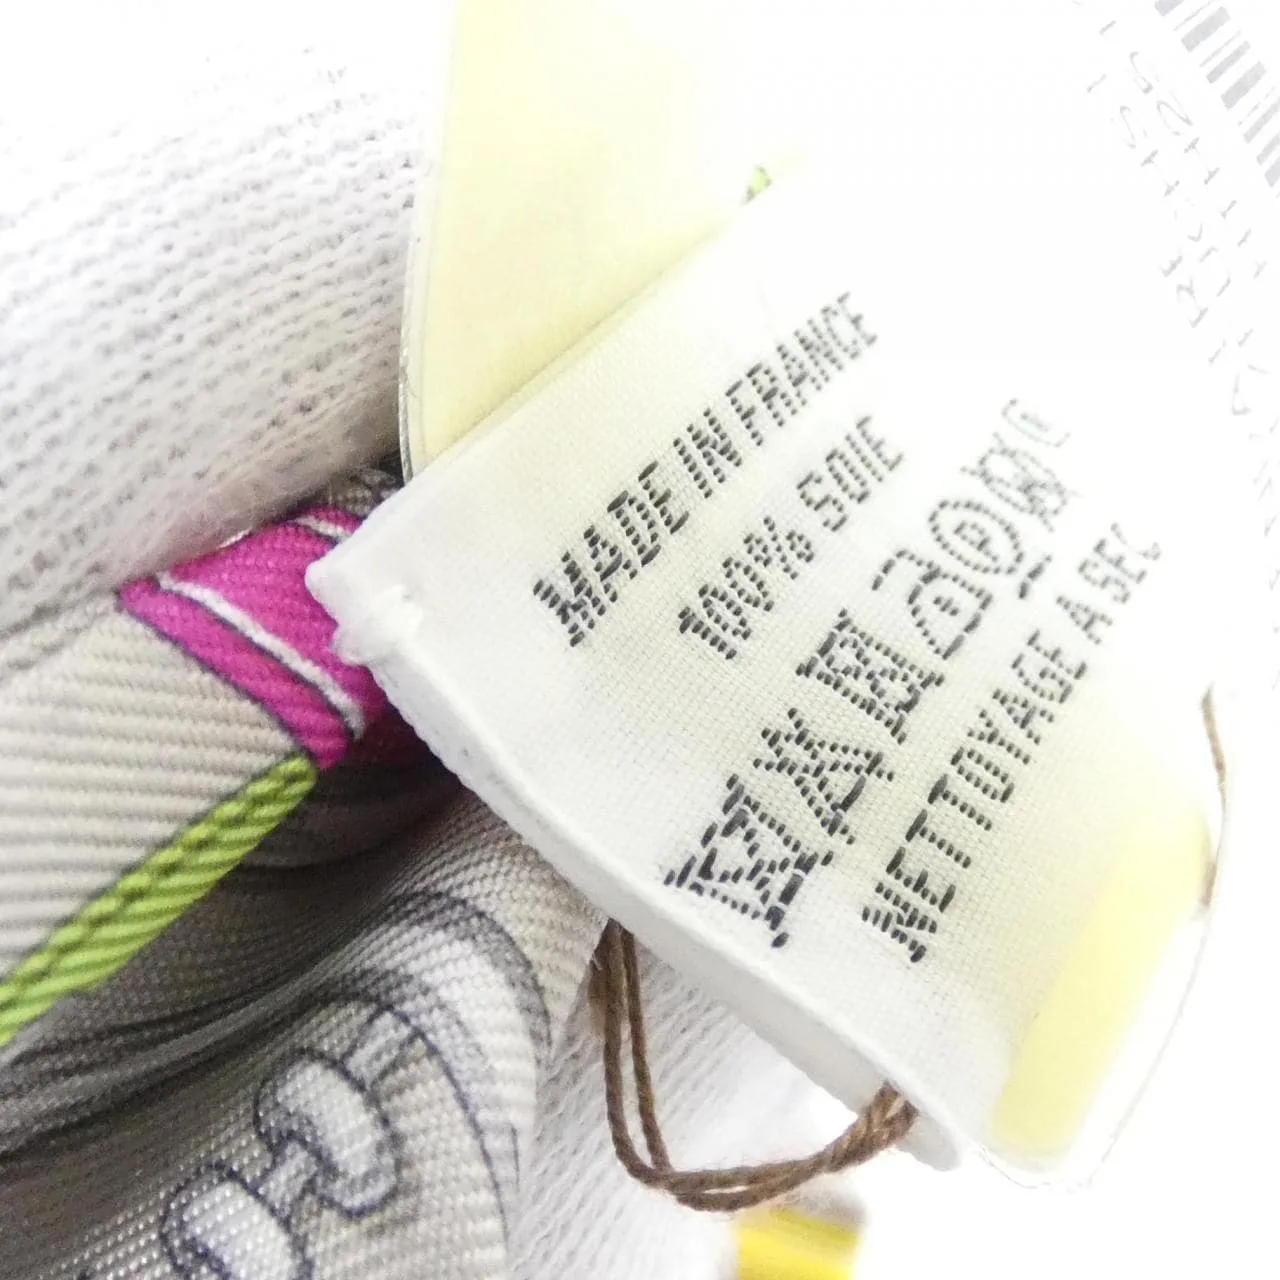 MADE IN FRANCE
100% SOIE
NETTOYAGE A SEC